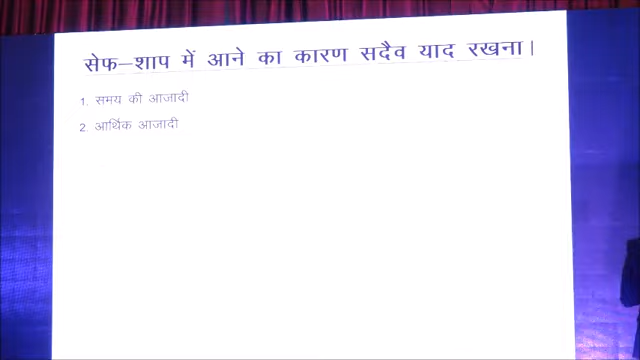 सेफ–शाप में आने का कारण सदैव याद रखना।
1. समय की आजादी
2. आर्थिक आजादी